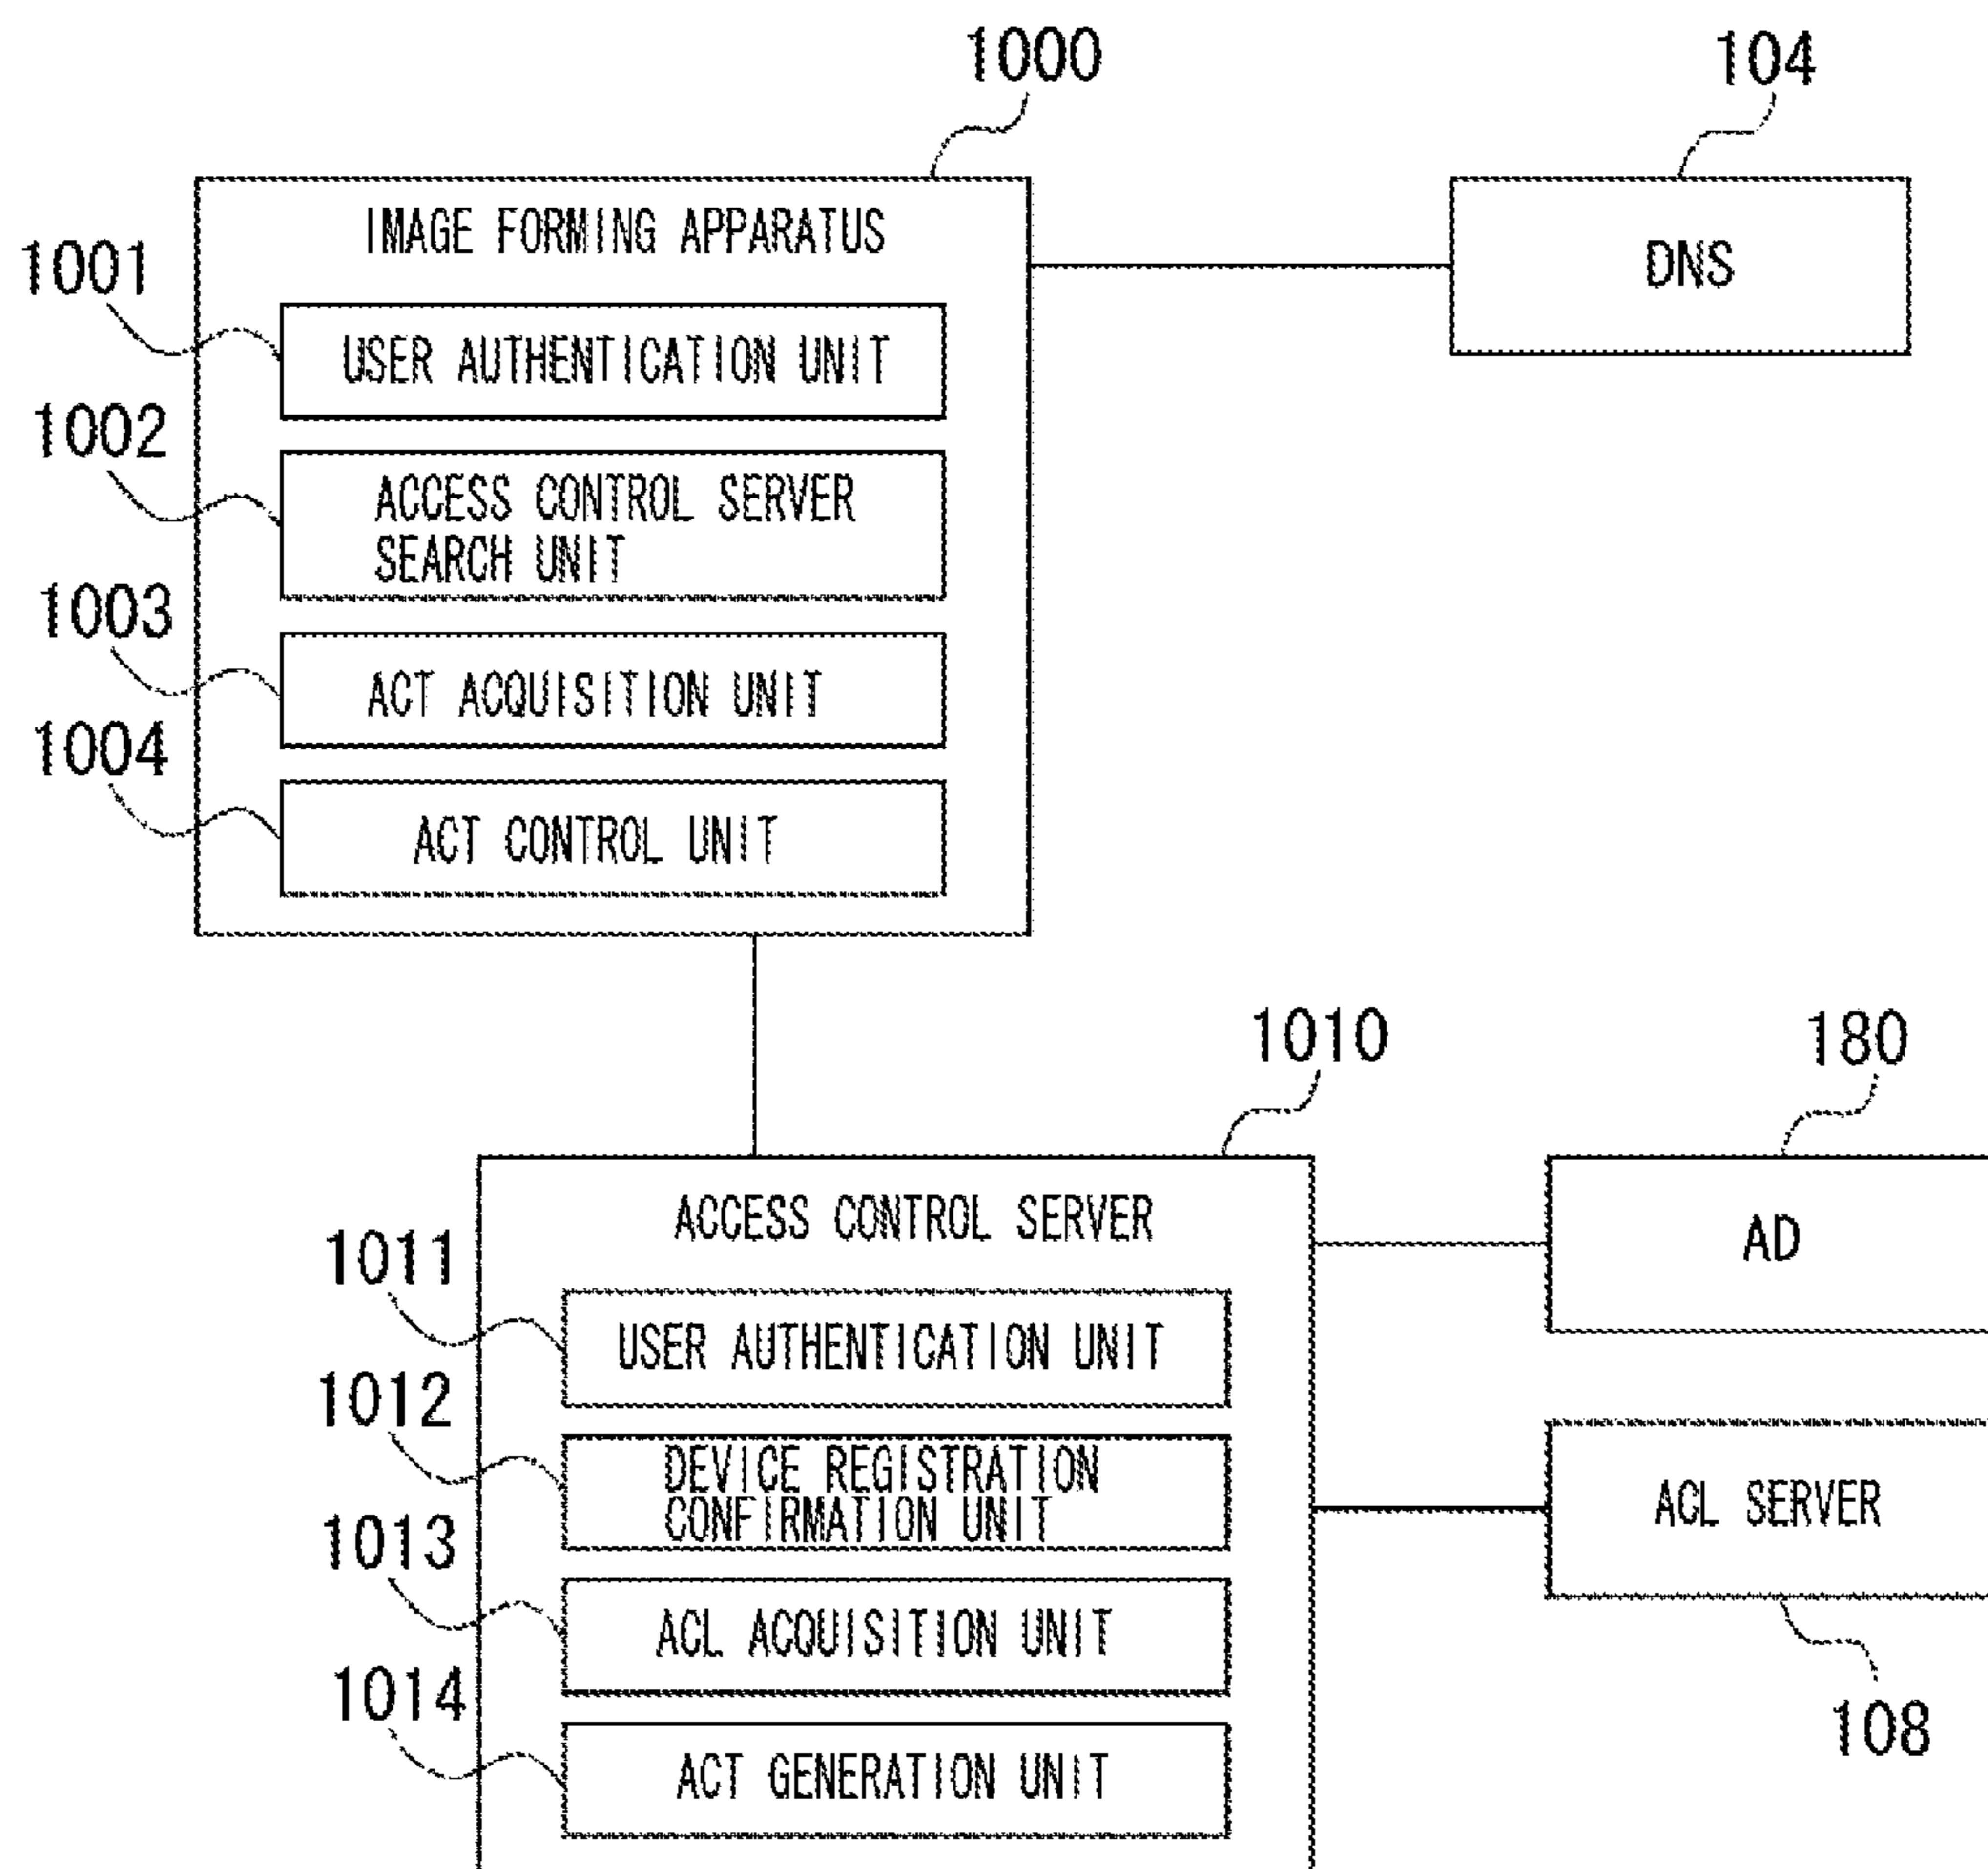 1000
104
IMAGE FORMING APPARATUS
DNS
1001
USER AUTHENTICATION UNIT
1002
ACCESS CONTROL SERVER
SEARCH UNIT
1003
ACT ACQUISITION UNIT
1004
ACT CONTROL UNIT
1010
180
ACCESS CONTROL SERVER
AD
1011
USER AUTHENTICATION UNIT
1012
DEVICE REGISTRATION
CONFIRMATION UNIT
ACL SERVER
1013
ACL ACQUISITION UNIT
1014
108
ACT GENERATION UNIT